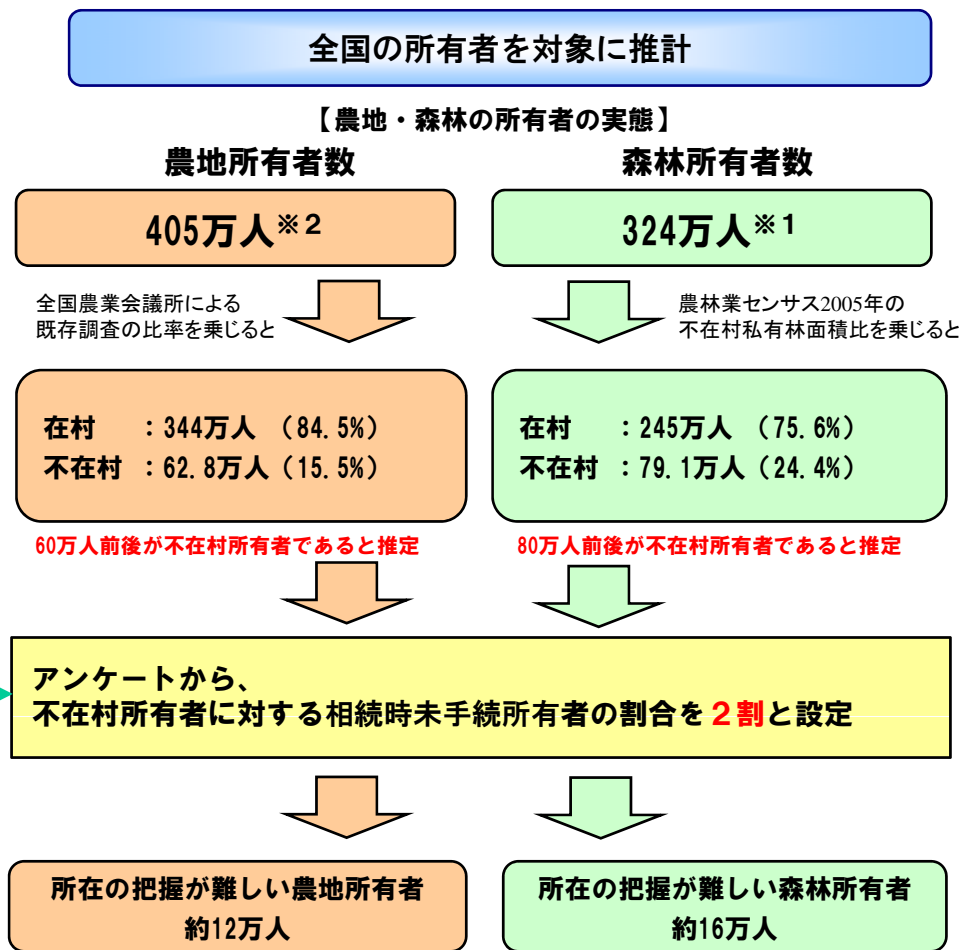 全国の所有者を対象に推計
【農地・森林の所有者の実態】
農地所有者数
405万人※2
全国農業会議所による
既存調査の比率を乗じると
在村 :344万人 (84.5%)
不在村 :62.8万人(15.5%)
60万人前後が不在村所有者であると推定
森林所有者数
324万人※1
農林業センサス2005年の
不在村私有林面積比を乗じると
在村 :245万人 (75.6%)
不在村 :79.1万人(24.4%)
80万人前後が不在村所有者であると推定
アンケートから、
不在村所有者に対する相続時未手続所有者の割合を2割と設定
所在の把握が難しい農地所有者
約12万人
所在の把握が難しい森林所有者
約16万人